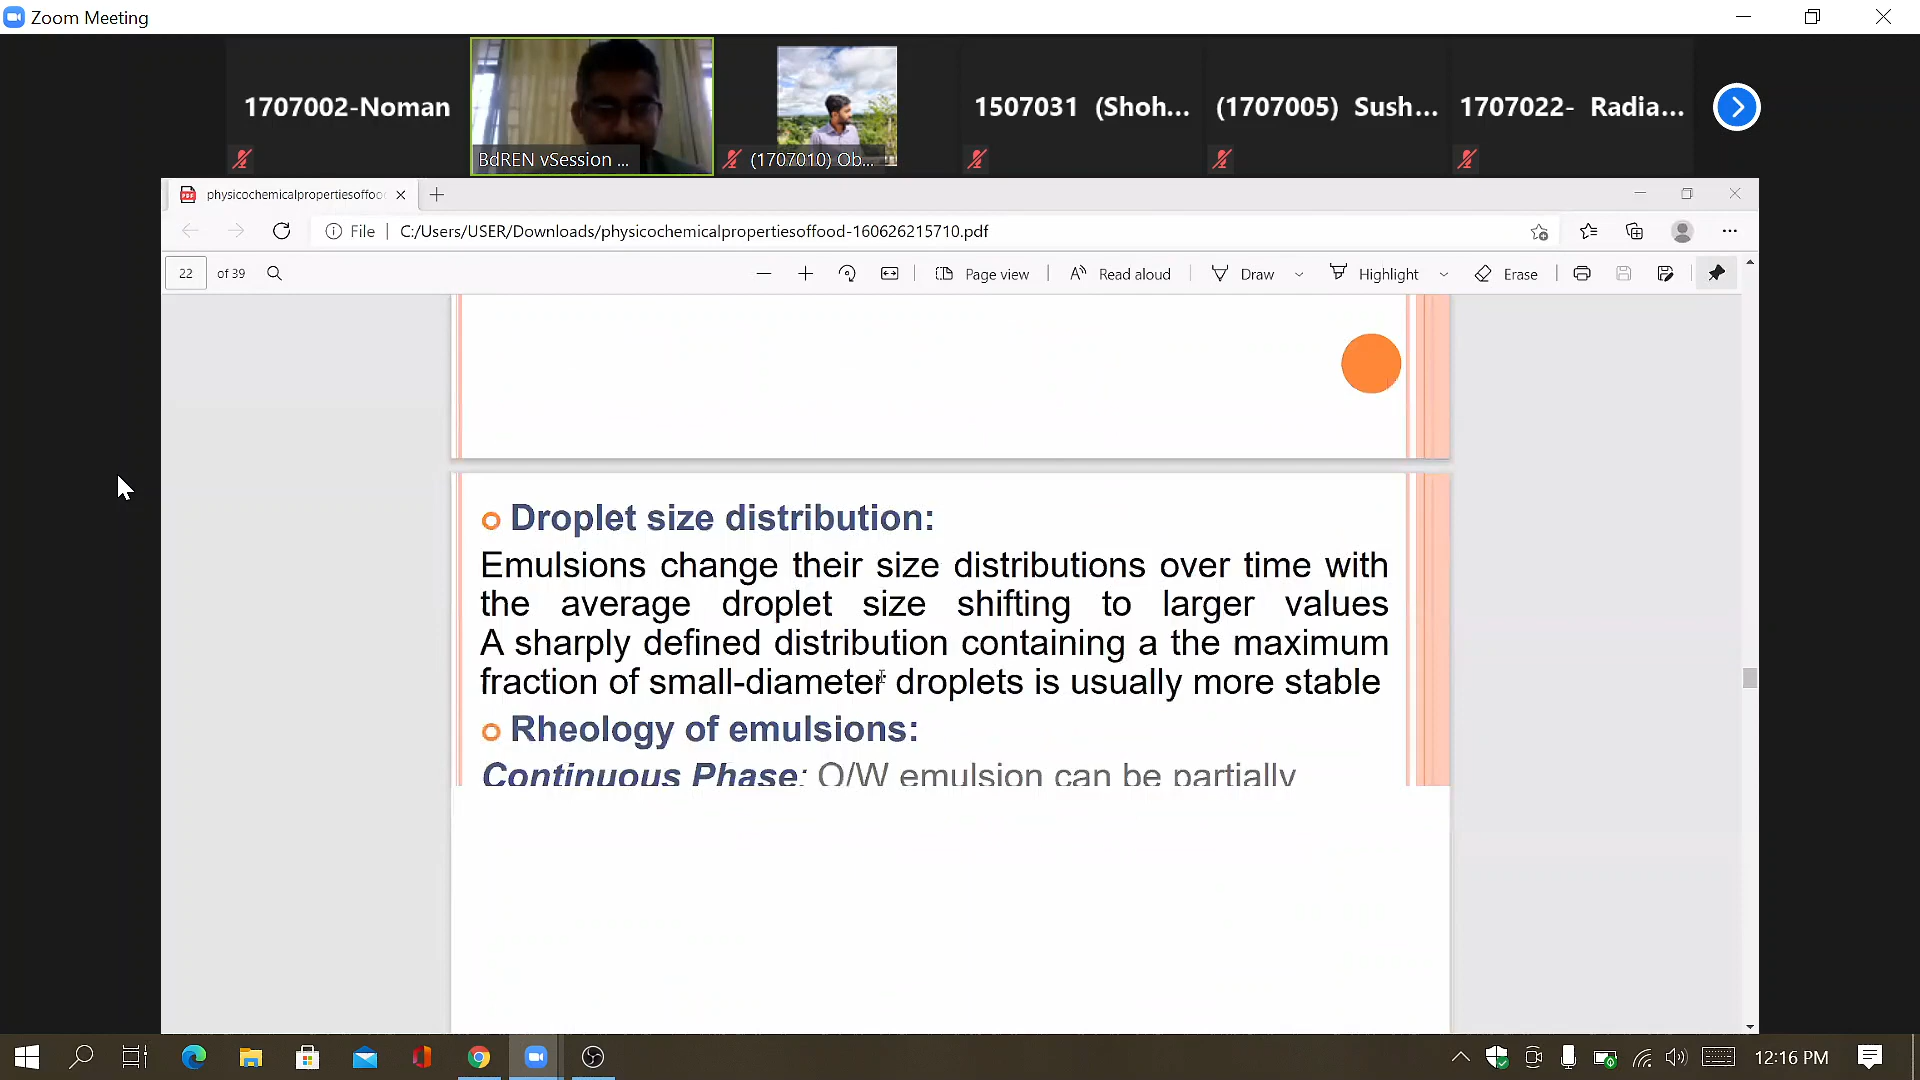 Zoom Meeting
1707002-Noman
BdREN vSession ...
(1707010) Ob...
1507031 (Shoh...
(1707005) Sush...
1707022- Radia...
physicochemicalpropertiesoffoo
File
C:/Users/USER/Downloads/physicochemicalpropertiesoffood-160626215710.pdf
22 of 39
Page view
Read aloud
Draw
Highlight
Erase
Droplet size distribution:
Emulsions change their size distributions over time with
the average droplet size shifting to larger values
A sharply defined distribution containing a the maximum
fraction of small-diameter droplets is usually more stable
Rheology of emulsions:
Continuous Phase: O/W emulsion can be partially
12:16 PM